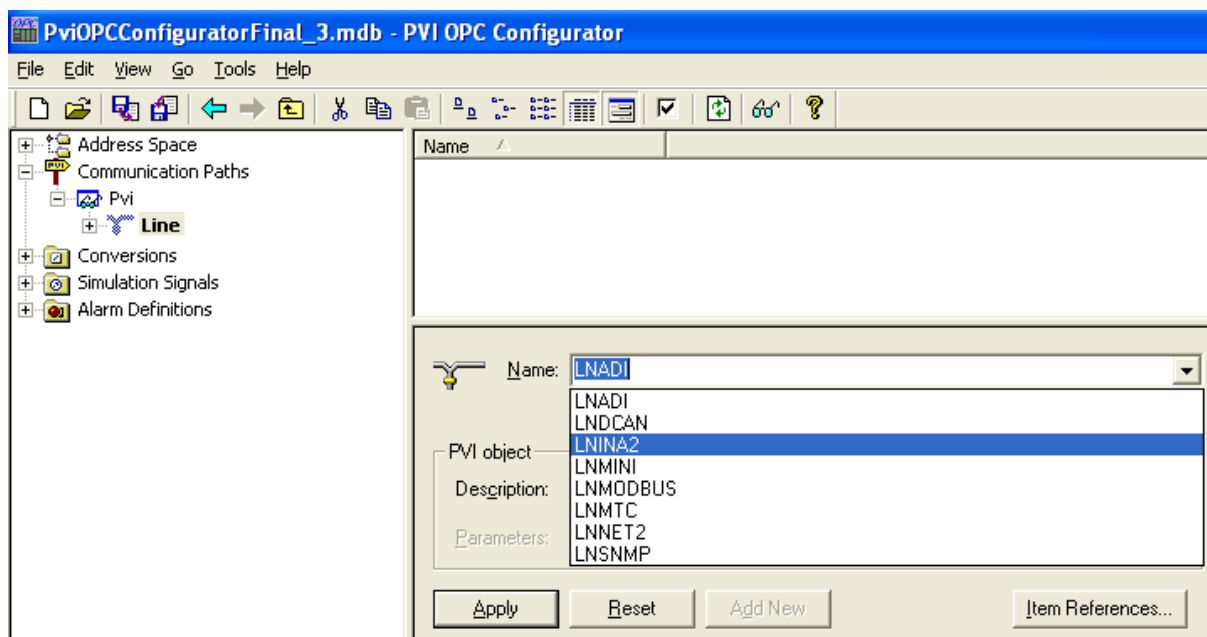 PviOPCConfiguratorFinal_3.mdb - PVI OPC Configurator
File Edit View Go Tools Help
Address Space
Communication Paths
Pvi
Line
Conversions
Simulation Signals
Alarm Definitions
Name
Name: LNADI
LNADI
LNDCAN
LNINA2
LNMINI
LNMODBUS
LNMTC
LNNET2
LNSNMP
PVI object
Description:
Parameters:
Apply Reset Add New Item References...